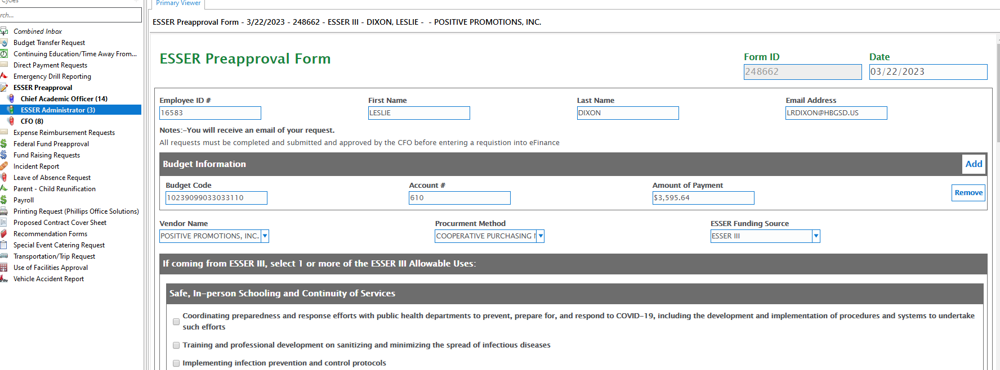 Cycles
Primary Viewer
rch...
ESSER Preapproval Form - 3/22/2023 - 248662 - ESSER III - DIXON, LESLIE -  - POSITIVE PROMOTIONS, INC.
Combined Inbox
Budget Transfer Request
Continuing Education/Time Away From...
Direct Payment Requests
Emergency Drill Reporting
ESSER Preapproval
Chief Academic Officer (14)
ESSER Administrator (3)
CFO (8)
Expense Reimbursement Requests
Federal Fund Preapproval
Fund Raising Requests
Incident Report
Leave of Absence Request
Parent - Child Reunification
Payroll
Printing Request (Phillips Office Solutions)
Proposed Contract Cover Sheet
Recommendation Forms
Special Event Catering Request
Transportation/Trip Request
Use of Facilities Approval
Vehicle Accident Report
ESSER Preapproval Form
Form ID
Date
248662
03/22/2023
Employee ID #
First Name
Last Name
Email Address
16583
LESLIE
DIXON
LRDIXON@HBGSD.US
Notes:-You will receive an email of your request.
All requests must be completed and submitted and approved by the CFO before entering a requistion into eFinance
Budget Information
Add
Budget Code
Account #
Amount of Payment
10239099033033110
610
$3,595.64
Remove
Vendor Name
Procurment Method
ESSER Funding Source
POSITIVE PROMOTIONS, INC.
COOPERATIVE PURCHASING
ESSER III
If coming from ESSER III, select 1 or more of the ESSER III Allowable Uses:
Safe, In-person Schooling and Continuity of Services
Coordinating preparedness and response efforts with public health departments to prevent, prepare for, and respond to COVID-19, including the development and implementation of procedures and systems to undertake
such efforts
Training and professional development on sanitizing and minimizing the spread of infectious diseases
Implementing infection prevention and control protocols